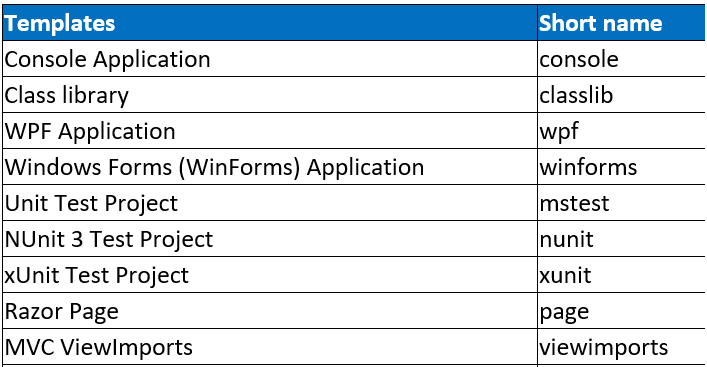 Templates Short name
Console Application console
Class library classlib
WPF Application wpf
Windows Forms (WinForms) Application winforms
Unit Test Project mstest
NUnit 3 Test Project nunit
xUnit Test Project xunit
Razor Page page
MVC ViewImports viewimports